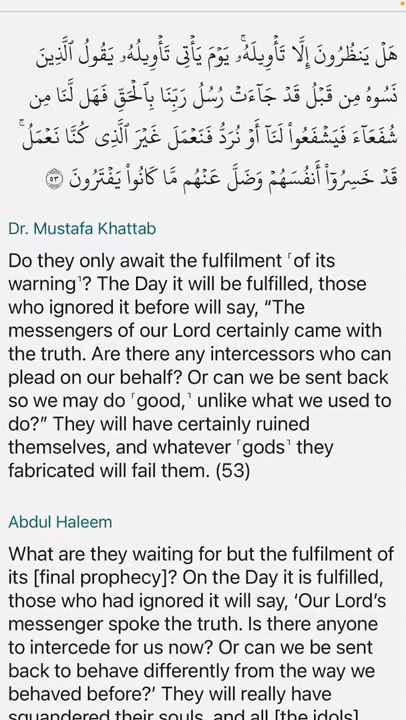 هَلْ يَنظُرُونَ إِلَّا تَأْوِيلَهُۥ ۚ يَوْمَ يَأْتِى تَأْوِيلُهُۥ يَقُولُ ٱلَّذِينَ
نَسُوهُ مِن قَبْلُ قَدْ جَآءَتْ رُسُلُ رَبِّنَا بِٱلْحَقِّ فَهَل لَّنَا مِن
شُفَعَآءَ فَيَشْفَعُوا۟ لَنَآ أَوْ نُرَدُّ فَنَعْمَلَ غَيْرَ ٱلَّذِى كُنَّا نَعْمَلُ ۚ
قَدْ خَسِرُوٓا۟ أَنفُسَهُمْ وَضَلَّ عَنْهُم مَّا كَانُوا۟ يَفْتَرُونَ ٥٣
Dr. Mustafa Khattab
Do they only await the fulfilment ˹of its
warning˺? The Day it will be fulfilled, those
who ignored it before will say, “The
messengers of our Lord certainly came with
the truth. Are there any intercessors who can
plead on our behalf? Or can we be sent back
so we may do ˹good,˺ unlike what we used to
do?” They will have certainly ruined
themselves, and whatever ˹gods˺ they
fabricated will fail them. (53)
Abdul Haleem
What are they waiting for but the fulfilment of
its [final prophecy]? On the Day it is fulfilled,
those who had ignored it will say, ‘Our Lord’s
messenger spoke the truth. Is there anyone
to intercede for us now? Or can we be sent
back to behave differently from the way we
behaved before?’ They will really have
squandered their souls, and all [the idols]